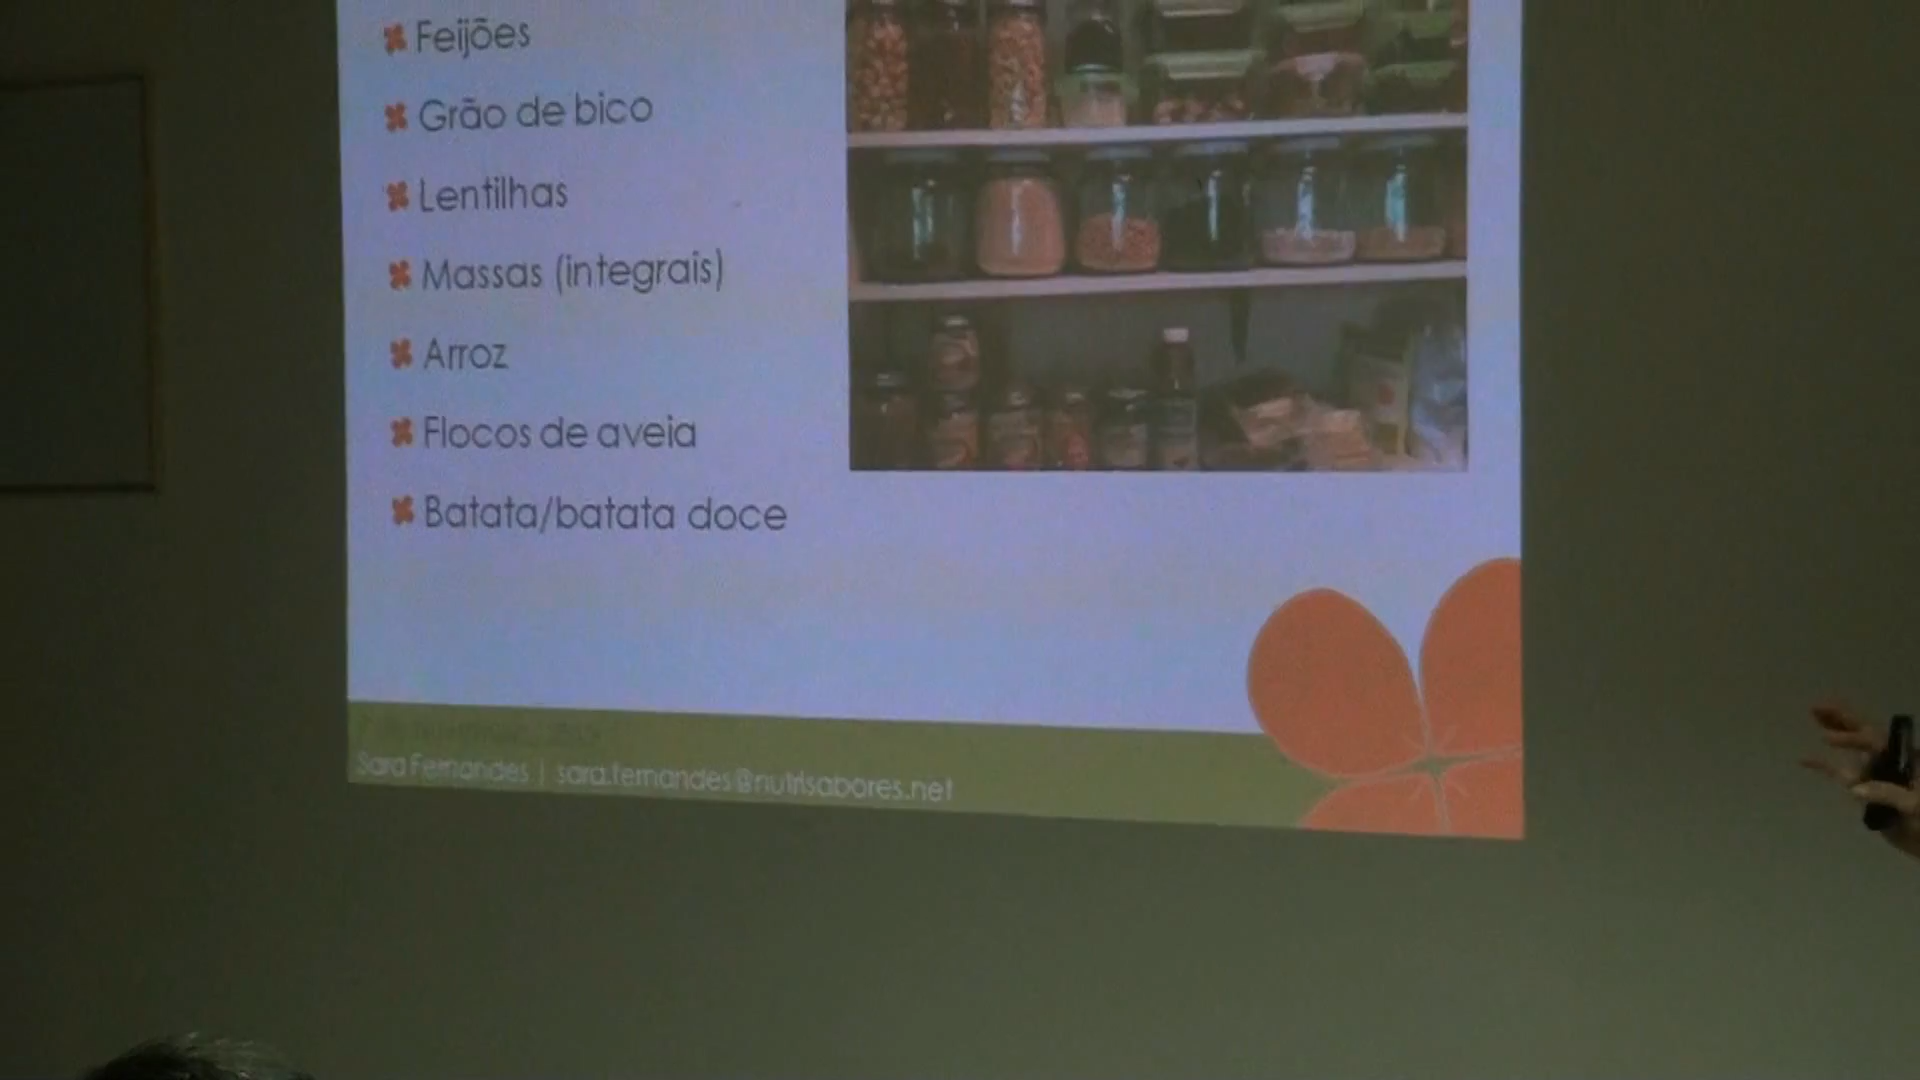 Feijões
Grão de bico
Lentilhas
Massas (integrais)
Arroz
Flocos de aveia
Batata/batata doce
Sara Fernandes | sara.fernandes@nutrisabores.net